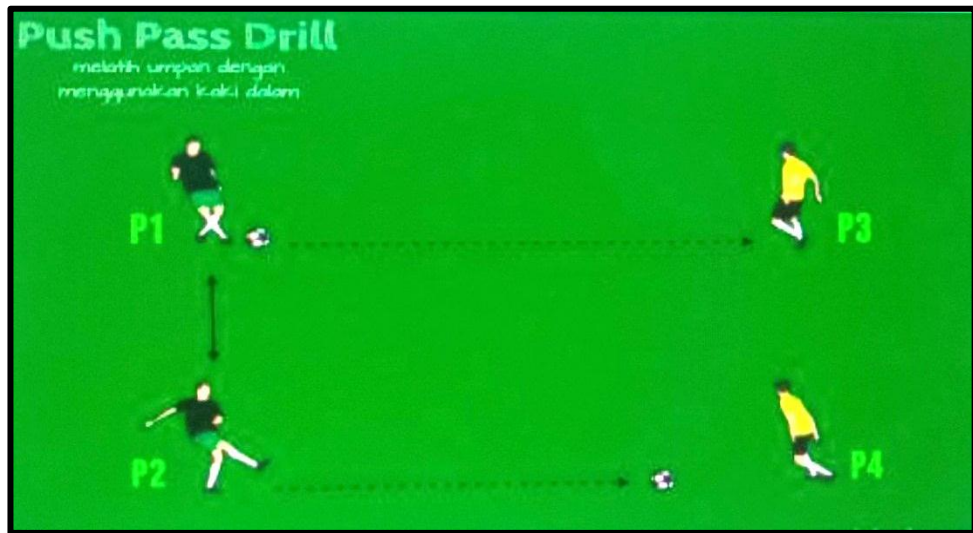 Push Pass Drill
melatih umpan dengan
menggunakan kaki dalam
P1
P3
P2
P4